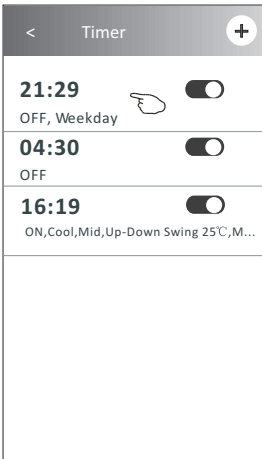 < Timer +
21:29
OFF, Weekday
04:30
OFF
16:19
ON,Cool,Mid,Up-Down Swing 25℃,M...